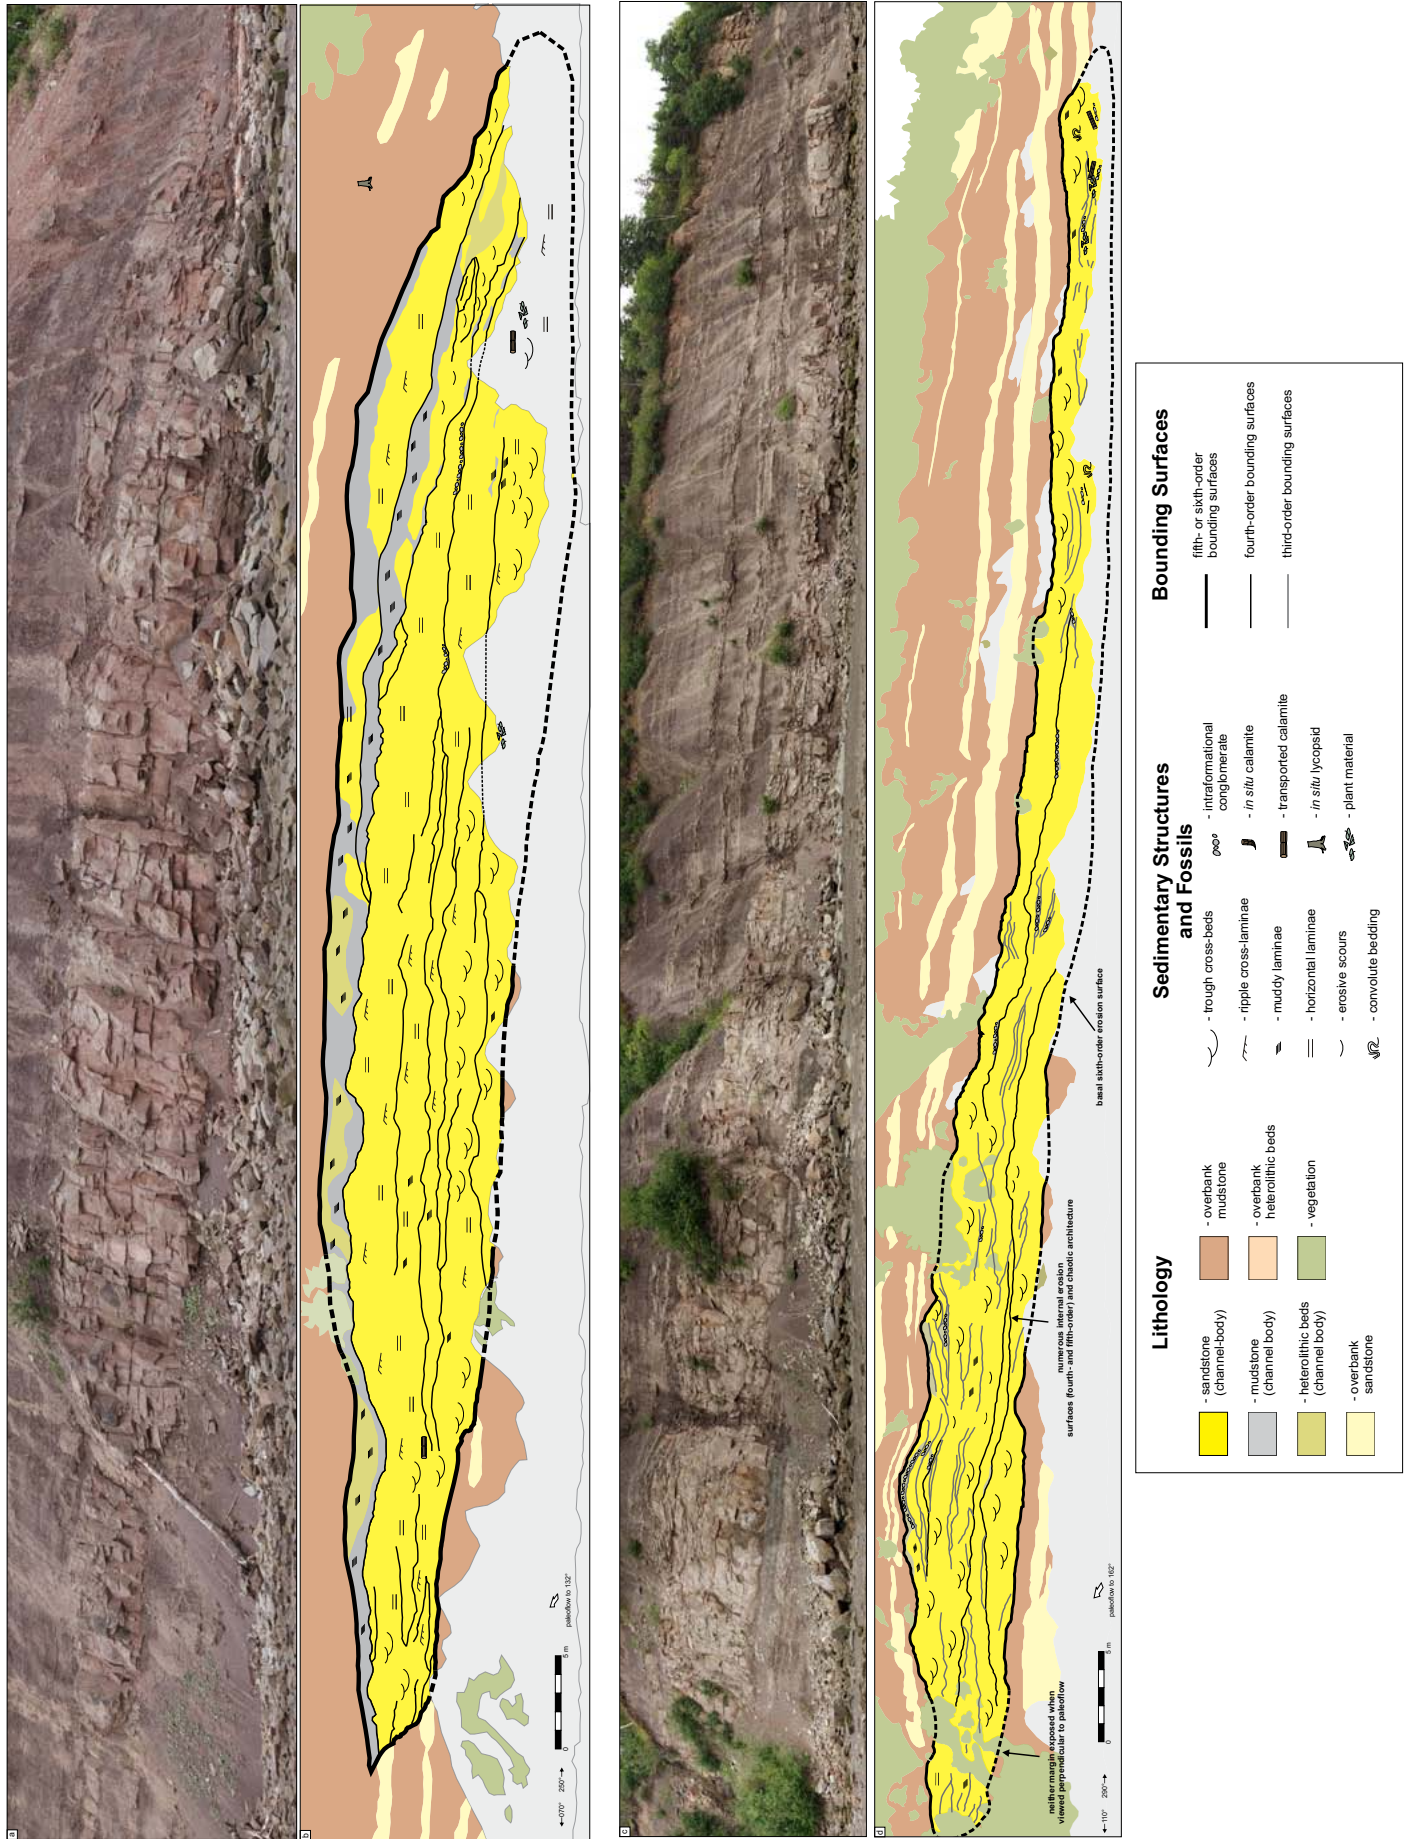 a
b
←070° 250°→
0
5 m
paleoflow to 132°
c
d
←110° 290°→
0
5 m
paleoflow to 162°
neither margin exposed when
viewed perpendicular to paleoflow
numerous internal erosion
surfaces (fourth- and fifth-order) and chaotic architecture
basal sixth-order erosion surface
Lithology
- sandstone
(channel-body)
- mudstone
(channel body)
- heterolithic beds
(channel body)
- overbank
sandstone
- overbank
mudstone
- overbank
heterolithic beds
- vegetation
Sedimentary Structures
and Fossils
- trough cross-beds
- ripple cross-laminae
- muddy laminae
- horizontal laminae
- erosive scours
- convolute bedding
- intraformational
conglomerate
- in situ calamite
- transported calamite
- in situ lycopsid
- plant material
Bounding Surfaces
fifth- or sixth-order
bounding surfaces
fourth-order bounding surfaces
third-order bounding surfaces